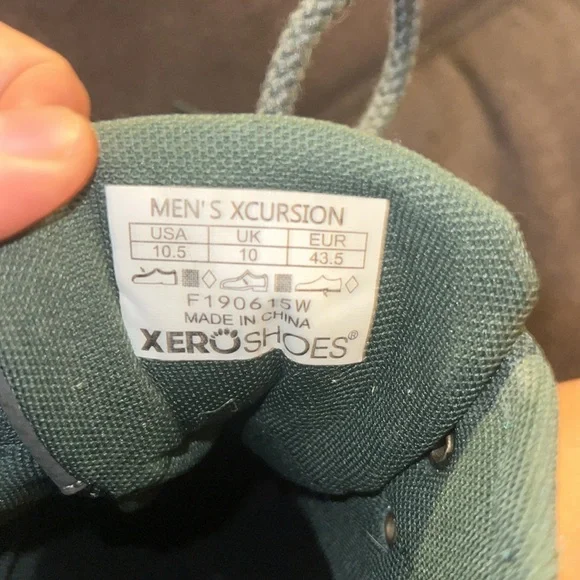 MEN'S XCURSION
USA UK EUR
10.5 10 43.5
F190615W
MADE IN CHINA
XEROSHOES®